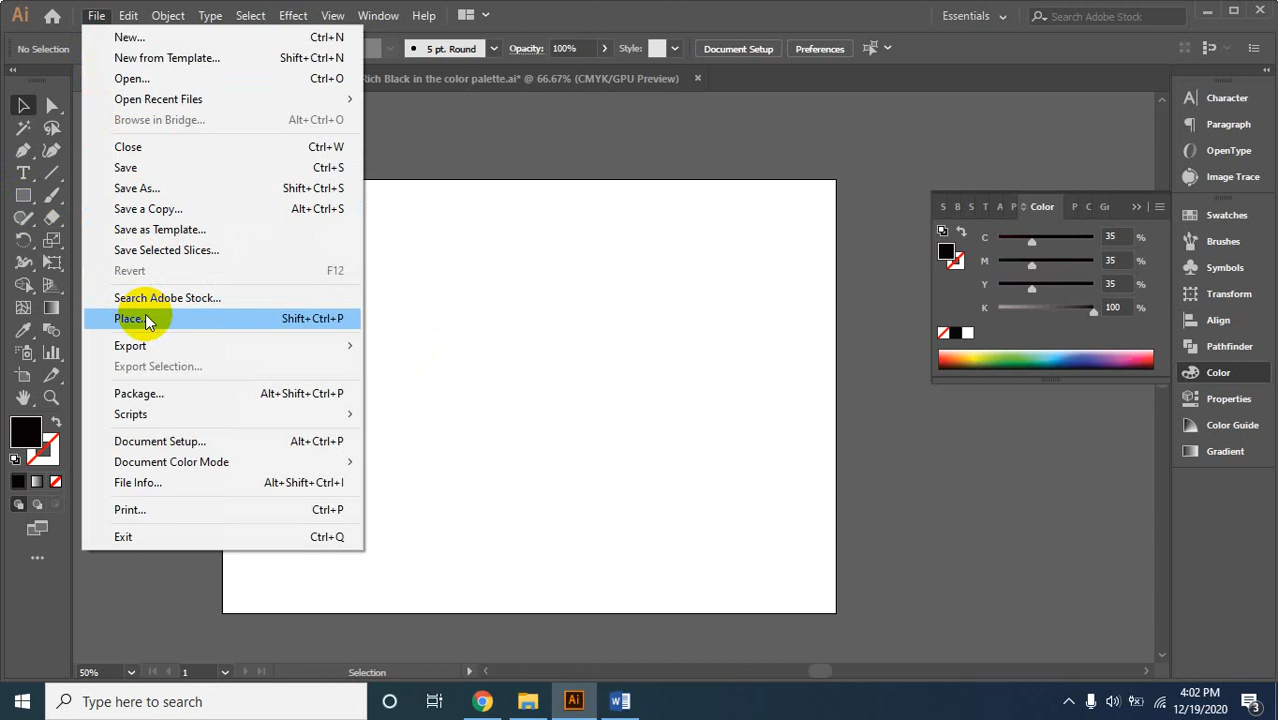 Ai File Edit Object Type Select Effect View Window Help Essentials Search Adobe Stock
No Selection 5 pt. Round Opacity: 100% Style: Document Setup Preferences
Rich Black in the color palette.ai* @ 66.67% (CMYK/GPU Preview)
New... Ctrl+N
New from Template... Shift+Ctrl+N
Open... Ctrl+O
Open Recent Files
Browse in Bridge... Alt+Ctrl+O
Close Ctrl+W
Save Ctrl+S
Save As... Shift+Ctrl+S
Save a Copy... Alt+Ctrl+S
Save as Template...
Save Selected Slices...
Revert F12
Search Adobe Stock...
Place... Shift+Ctrl+P
Export
Export Selection...
Package... Alt+Shift+Ctrl+P
Scripts
Document Setup... Alt+Ctrl+P
Document Color Mode
File Info... Alt+Shift+Ctrl+I
Print... Ctrl+P
Exit Ctrl+Q
S B S T A P Color P C Gr
C 35 %
M 35 %
Y 35 %
K 100 %
Character
Paragraph
OpenType
Image Trace
Swatches
Brushes
Symbols
Transform
Align
Pathfinder
Color
Properties
Color Guide
Gradient
50% 1 Selection
Type here to search
Ai
4:02 PM
12/19/2020
3